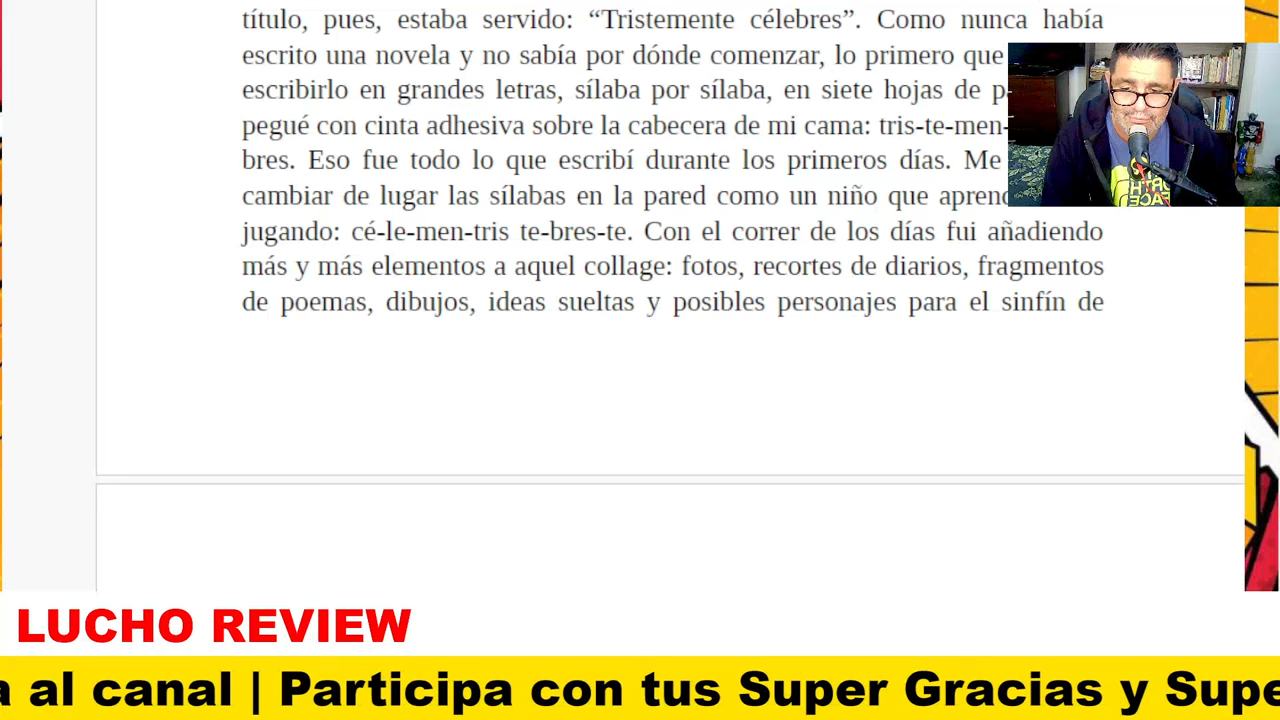 título, pues, estaba servido: “Tristemente célebres”. Como nunca había
escrito una novela y no sabía por dónde comenzar, lo primero que
escribirlo en grandes letras, sílaba por sílaba, en siete hojas de
pegué con cinta adhesiva sobre la cabecera de mi cama: tris-te-men-
bres. Eso fue todo lo que escribí durante los primeros días. Me
cambiar de lugar las sílabas en la pared como un niño que
jugando: cé-le-men-tris te-bres-te. Con el correr de los días fui añadiendo
más y más elementos a aquel collage: fotos, recortes de diarios, fragmentos
de poemas, dibujos, ideas sueltas y posibles personajes para el sinfín de
LUCHO REVIEW
a al canal | Participa con tus Super Gracias y Supe